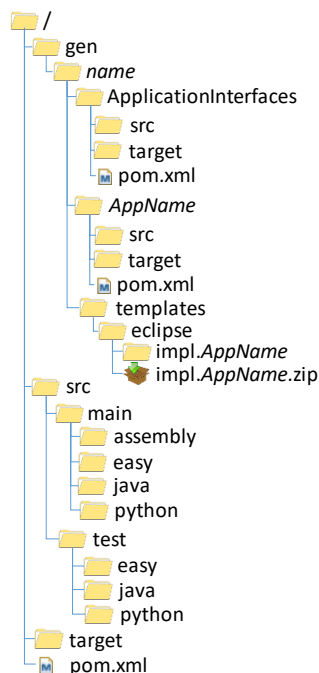 /
gen
name
ApplicationInterfaces
src
target
pom.xml
AppName
src
target
pom.xml
templates
eclipse
impl.AppName
impl.AppName.zip
src
main
assembly
easy
java
python
test
easy
java
python
target
pom.xml